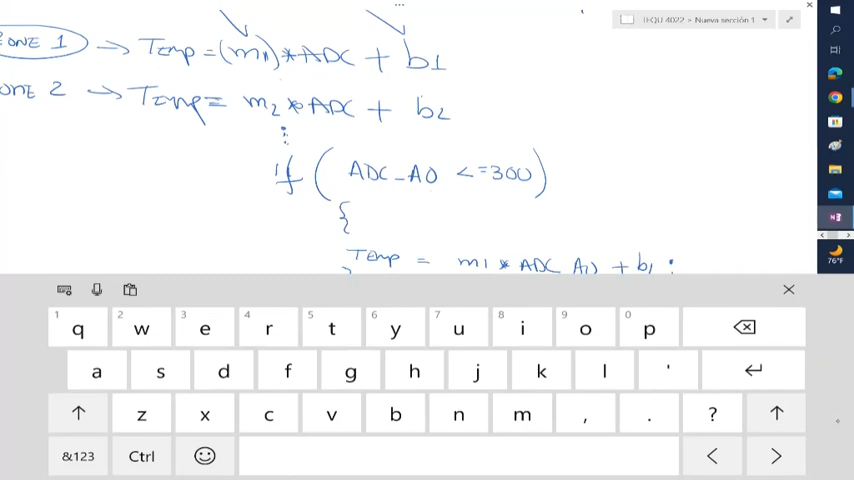 IEQU 4022 > Nueva sección 1
ZONE 1 → Temp = (m1) * ADC + b1
ZONE 2 → Temp = m2 * ADC + b2
if ( ADC_A0 <= 300 )
{
Temp = m1 * ADC_A0 + b1 ;
76°F
1 q 2 w 3 e 4 r 5 t 6 y 7 u 8 i 9 o 0 p
a s d f g h j k l '
z x c v b n m , . ?
&123 Ctrl < >